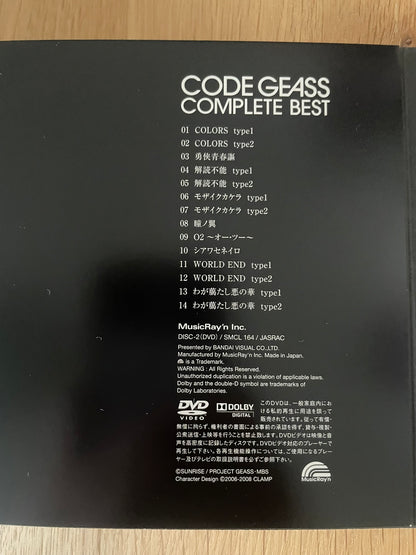 CODE GEASS
COMPLETE BEST
01 COLORS type1
02 COLORS type2
03 勇侠青春謳
04 解読不能 type1
05 解読不能 type2
06 モザイクカケラ type1
07 モザイクカケラ type2
08 瞳ノ翼
09 O2 〜オー・ツー〜
10 シアワセネイロ
11 WORLD END type1
12 WORLD END type2
13 わが﨟たし悪の華 type1
14 わが﨟たし悪の華 type2
MusicRay'n Inc.
DISC-2(DVD) / SMCL 164 / JASRAC
Presented by BANDAI VISUAL CO.,LTD.
Manufactured by MusicRay'n Inc. Made in Japan.
is a Trademark.
WARNING : All Rights Reserved.
Unauthorized duplication is a violation of applicable laws.
Dolby and the double-D symbol are trademarks of
Dolby Laboratories.
DVD
VIDEO
DOLBY
DIGITAL
このDVDは、一般家庭内にお
ける私的再生に用途を限って
販売されています。従って有償・
無償に拘らず、権利者の書面による事前の承認を得ず、貸与・複製・
公衆送信・上映等を行うことを禁止致します。DVDビデオは映像と音
声を高密度に記録したディスクです。DVDビデオ対応のプレーヤーで
再生してください。各再生機能操作については、ご使用になるプレー
ヤー及びテレビの取扱説明書を必ずご参照下さい。
©SUNRISE / PROJECT GEASS・MBS
Character Design ©2006-2008 CLAMP
MusicRay'n